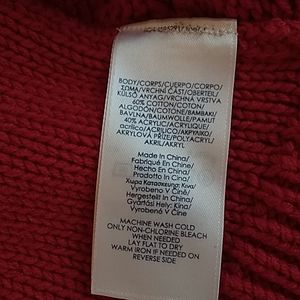 BODY/CORPS/CUERPO/CORPO/
ΣΩΜΑ/VRCHNÍ ČÁST/OBERTEIL/
KÜLSŐ ANYAG/VRCHNÁ VRSTVA
60% COTTON/COTON/
ALGODÓN/COTONE/ΒΑΜΒΑΚΙ/
BAVLNA/BAUMWOLLE/PAMUT
40% ACRYLIC/ACRYLIQUE/
acrílico/ACRILICO/ΑΚΡΥΛΙΚΟ/
AKRYLOVÁ PŘÍZE/POLYACRYL/
AKRIL/AKRYL
Made In China/
Fabriqué En Chine/
Hecho En China/
Prodotto In Cina/
Χώρα Κατασκευής: Κίνα/
Vyrobeno V Číně/
Hergestellt In China/
Gyártási Hely: Kína/
Vyrobené V Číne
MACHINE WASH COLD
ONLY NON-CHLORINE BLEACH
WHEN NEEDED
LAY FLAT TO DRY
WARM IRON IF NEEDED ON
REVERSE SIDE